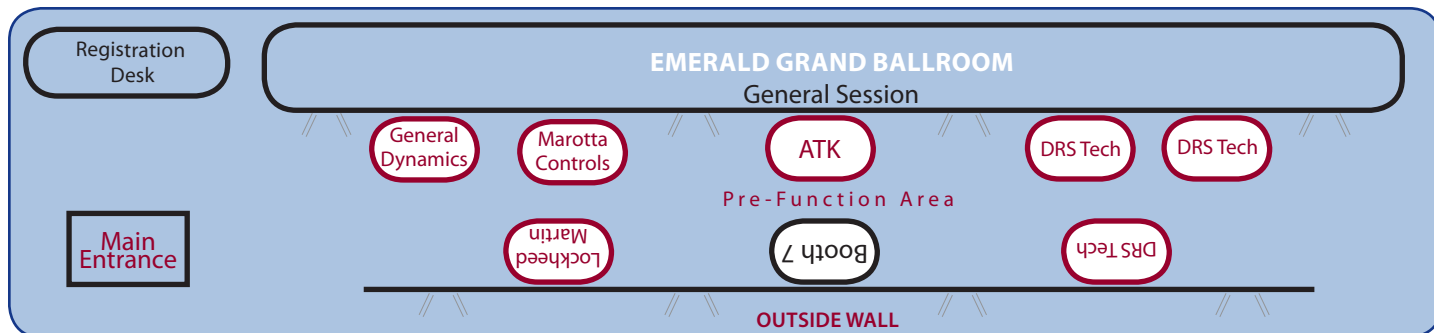 Registration
Desk
EMERALD GRAND BALLROOM
General Session
General
Dynamics
Marotta
Controls
ATK
DRS Tech
DRS Tech
Pre-Function Area
Main
Entrance
Lockheed
Martin
Booth 7
DRS Tech
OUTSIDE WALL